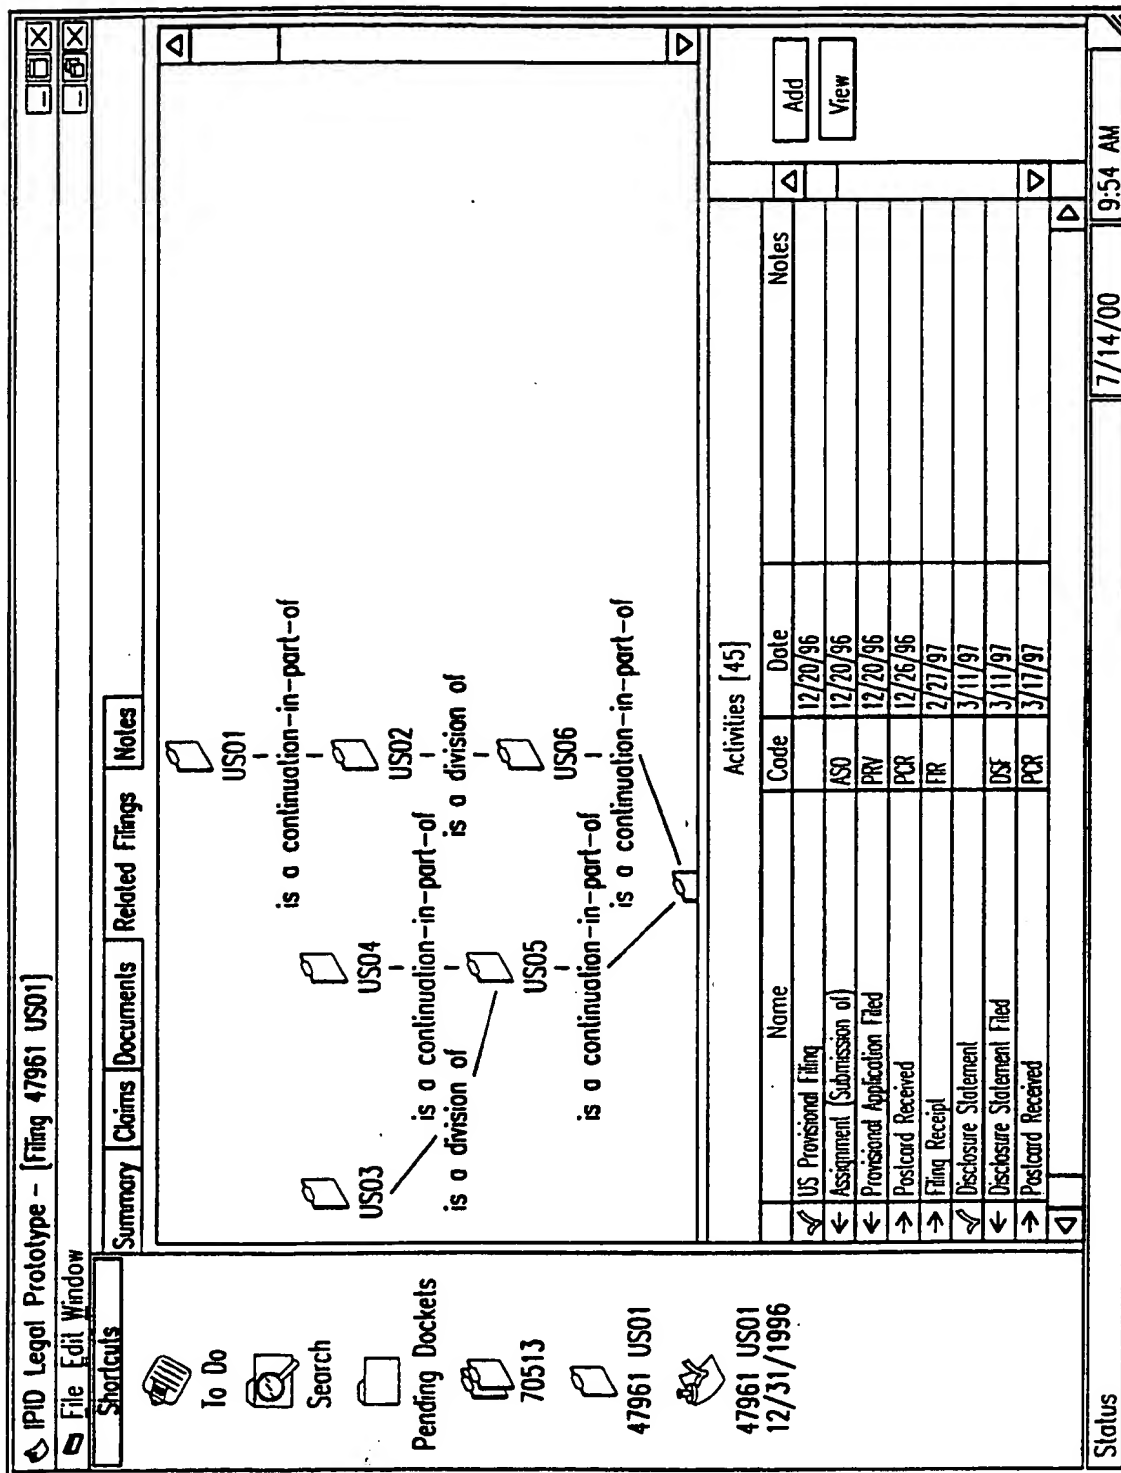 IPID Legal Prototype - [Filing 47961 US01]
File Edit Window
Shortcuts
To Do
Search
Pending Dockets
70513
47961 US01
47961 US01
12/31/1996
Summary Claims Documents Related Filings Notes
US01
is a continuation-in-part-of
US03 US04 US02
is a continuation-in-part-of
is a division of is a division of
US05 US06
is a continuation-in-part-of is a continuation-in-part-of
Activities [45]
Name Code Date Notes
US Provisional Filing 12/20/96
Assignment (Submission of) ASO 12/20/96
Provisional Application Filed PRV 12/20/96
Postcard Received PCR 12/26/96
Filing Receipt FIR 2/27/97
Disclosure Statement 3/11/97
Disclosure Statement Filed DSF 3/11/97
Postcard Received PCR 3/17/97
Add
View
Status 7/14/00 9:54 AM